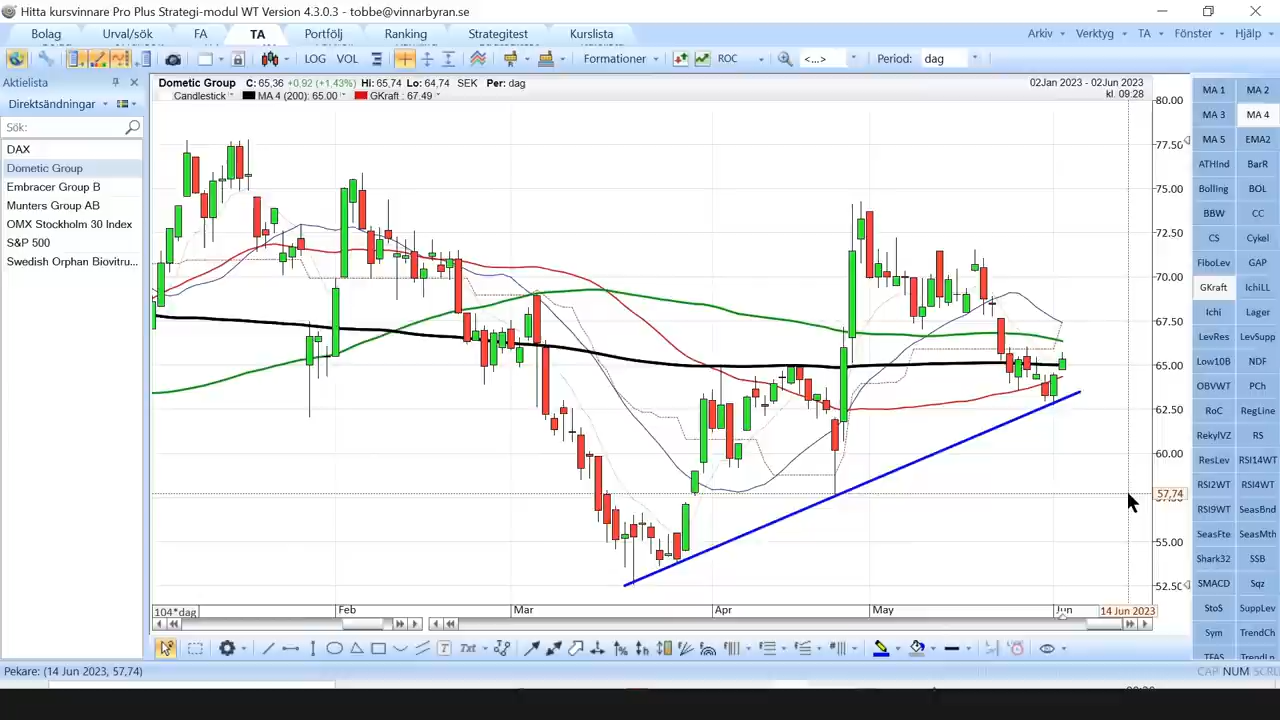 Hitta kursvinnare Pro Plus Strategi-modul WT Version 4.3.0.3 - tobbe@vinnarbyran.se
Bolag Urval/sök FA TA Portfölj Ranking Strategitest Kurslista Arkiv Verktyg TA Fönster Hjälp
LOG VOL Formationer ROC <...> Period: dag
Aktielista
Direktsändningar
Sök:
DAX
Dometic Group
Embracer Group B
Munters Group AB
OMX Stockholm 30 Index
S&P 500
Swedish Orphan Biovitru...
Dometic Group C: 65,36 +0,92 (+1,43%) Hi: 65,74 Lo: 64,74 SEK Per: dag
Candlestick MA 4 (200): 65.00 GKraft : 67.49
02Jan 2023 - 02Jun 2023
kl. 09:28
80.00
77.50
75.00
72.50
70.00
67.50
65.00
62.50
60.00
57,74
55.00
52.50
104*dag Feb Mar Apr May Jun 14 Jun 2023
MA 1 MA 2
MA 3 MA 4
MA 5 EMA2
ATHInd BarR
Bolling BOL
BBW CC
CS Cykel
FiboLev GAP
GKraft IchiLL
Ichi Lager
LevRes LevSupp
Low10B NDF
OBVWT PCh
RoC RegLine
RekylVZ RS
ResLev RSI14WT
RSI2WT RSI4WT
RSI9WT SeasBnd
SeasFte SeasMth
Shark32 SSB
SMACD Sqz
StoS SuppLev
Sym TrendCh
TEAS TrendLn
T Txt
Pekare: (14 Jun 2023, 57,74) CAP NUM SCRL